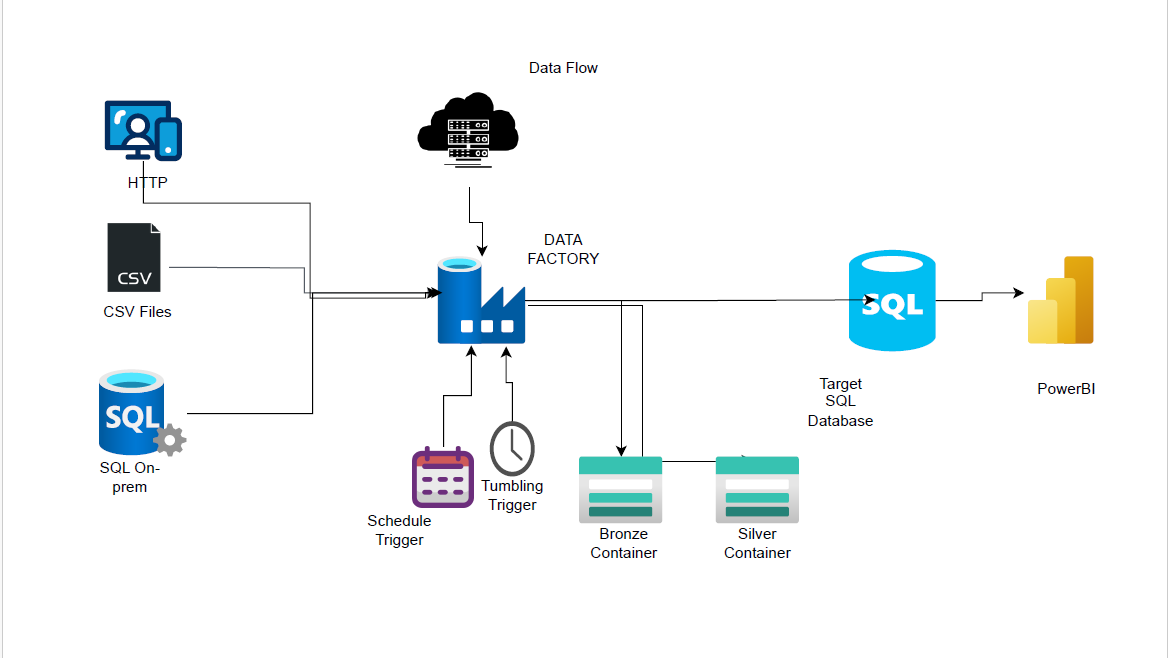 Data Flow
HTTP
DATA
FACTORY
CSV
CSV Files
SQL
Target
SQL
Database
PowerBI
SQL
SQL On-
prem
Tumbling
Trigger
Schedule
Trigger
Bronze
Container
Silver
Container